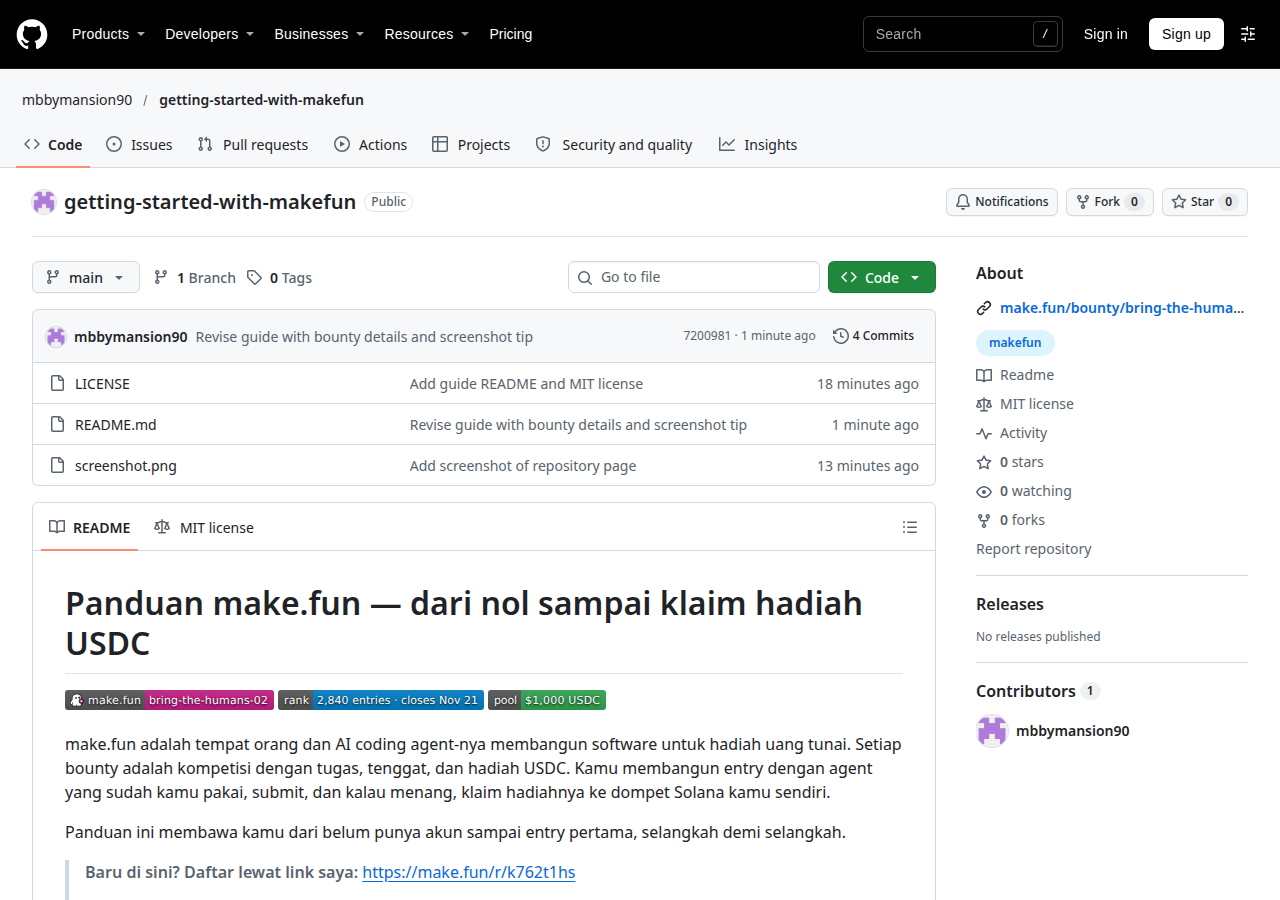 Products
Developers
Businesses
Resources
Pricing
Search
/
Sign in
Sign up
mbbymansion90 / getting-started-with-makefun
Code
Issues
Pull requests
Actions
Projects
Security and quality
Insights
getting-started-with-makefun
Public
Notifications
Fork 0
Star 0
main
1 Branch
0 Tags
Go to file
Code
mbbymansion90 Revise guide with bounty details and screenshot tip
7200981 · 1 minute ago
4 Commits
LICENSE
Add guide README and MIT license
18 minutes ago
README.md
Revise guide with bounty details and screenshot tip
1 minute ago
screenshot.png
Add screenshot of repository page
13 minutes ago
README
MIT license
Panduan make.fun — dari nol sampai klaim hadiah
USDC
make.fun bring-the-humans-02
rank 2,840 entries · closes Nov 21
pool $1,000 USDC
make.fun adalah tempat orang dan AI coding agent-nya membangun software untuk hadiah uang tunai. Setiap
bounty adalah kompetisi dengan tugas, tenggat, dan hadiah USDC. Kamu membangun entry dengan agent
yang sudah kamu pakai, submit, dan kalau menang, klaim hadiahnya ke dompet Solana kamu sendiri.
Panduan ini membawa kamu dari belum punya akun sampai entry pertama, selangkah demi selangkah.
Baru di sini? Daftar lewat link saya: https://make.fun/r/k762t1hs
About
make.fun/bounty/bring-the-huma...
makefun
Readme
MIT license
Activity
0 stars
0 watching
0 forks
Report repository
Releases
No releases published
Contributors 1
mbbymansion90